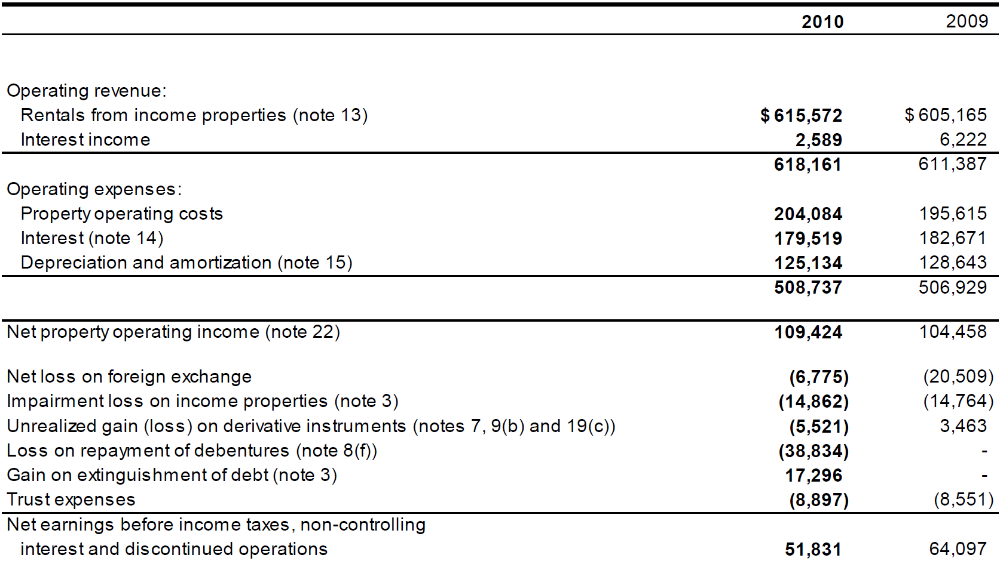 2010 2009
Operating revenue:
Rentals from income properties (note 13) $ 615,572 $ 605,165
Interest income 2,589 6,222
618,161 611,387
Operating expenses:
Property operating costs 204,084 195,615
Interest (note 14) 179,519 182,671
Depreciation and amortization (note 15) 125,134 128,643
508,737 506,929
Net property operating income (note 22) 109,424 104,458
Net loss on foreign exchange (6,775) (20,509)
Impairment loss on income properties (note 3) (14,862) (14,764)
Unrealized gain (loss) on derivative instruments (notes 7, 9(b) and 19(c)) (5,521) 3,463
Loss on repayment of debentures (note 8(f)) (38,834) -
Gain on extinguishment of debt (note 3) 17,296 -
Trust expenses (8,897) (8,551)
Net earnings before income taxes, non-controlling
interest and discontinued operations 51,831 64,097